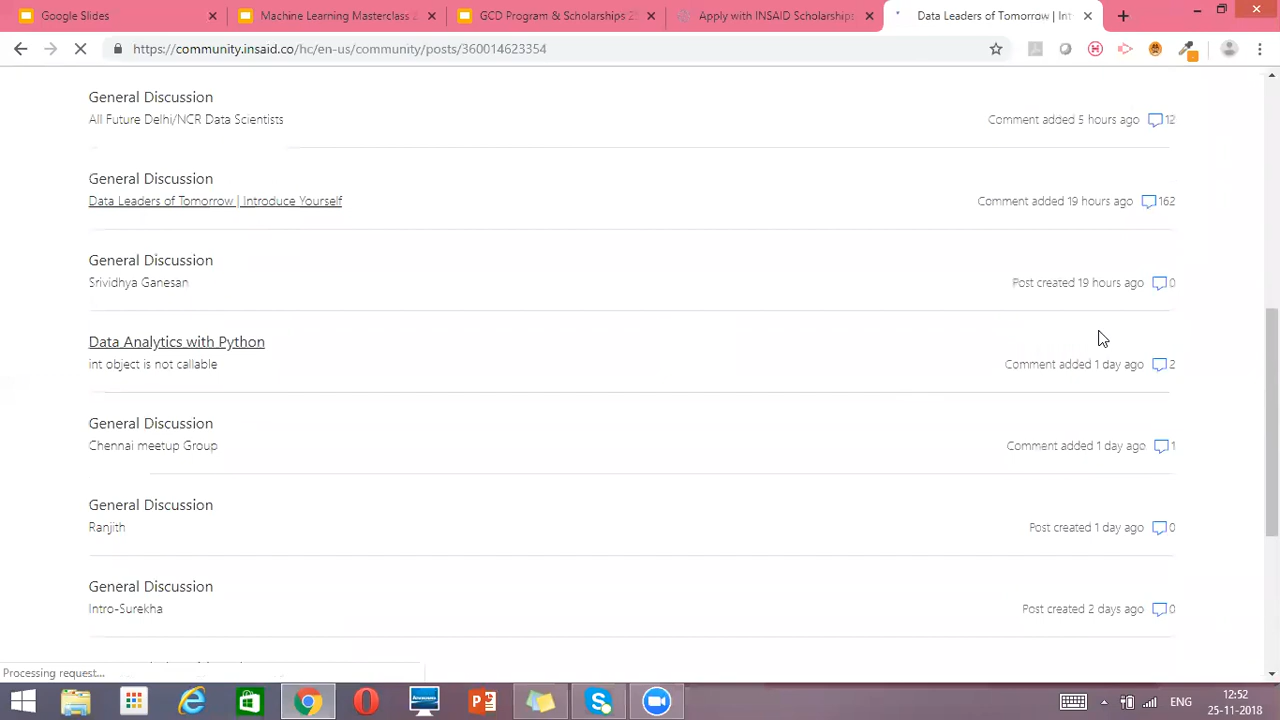 Google Slides
Machine Learning Masterclass 2
GCD Program & Scholarships 25
Apply with INSAID Scholarships
Data Leaders of Tomorrow | Int
https://community.insaid.co/hc/en-us/community/posts/360014623354
General Discussion
All Future Delhi/NCR Data Scientists
Comment added 5 hours ago 12
General Discussion
Data Leaders of Tomorrow | Introduce Yourself
Comment added 19 hours ago 162
General Discussion
Srividhya Ganesan
Post created 19 hours ago 0
Data Analytics with Python
int object is not callable
Comment added 1 day ago 2
General Discussion
Chennai meetup Group
Comment added 1 day ago 1
General Discussion
Ranjith
Post created 1 day ago 0
General Discussion
Intro-Surekha
Post created 2 days ago 0
Processing request...
ENG
12:52
25-11-2018